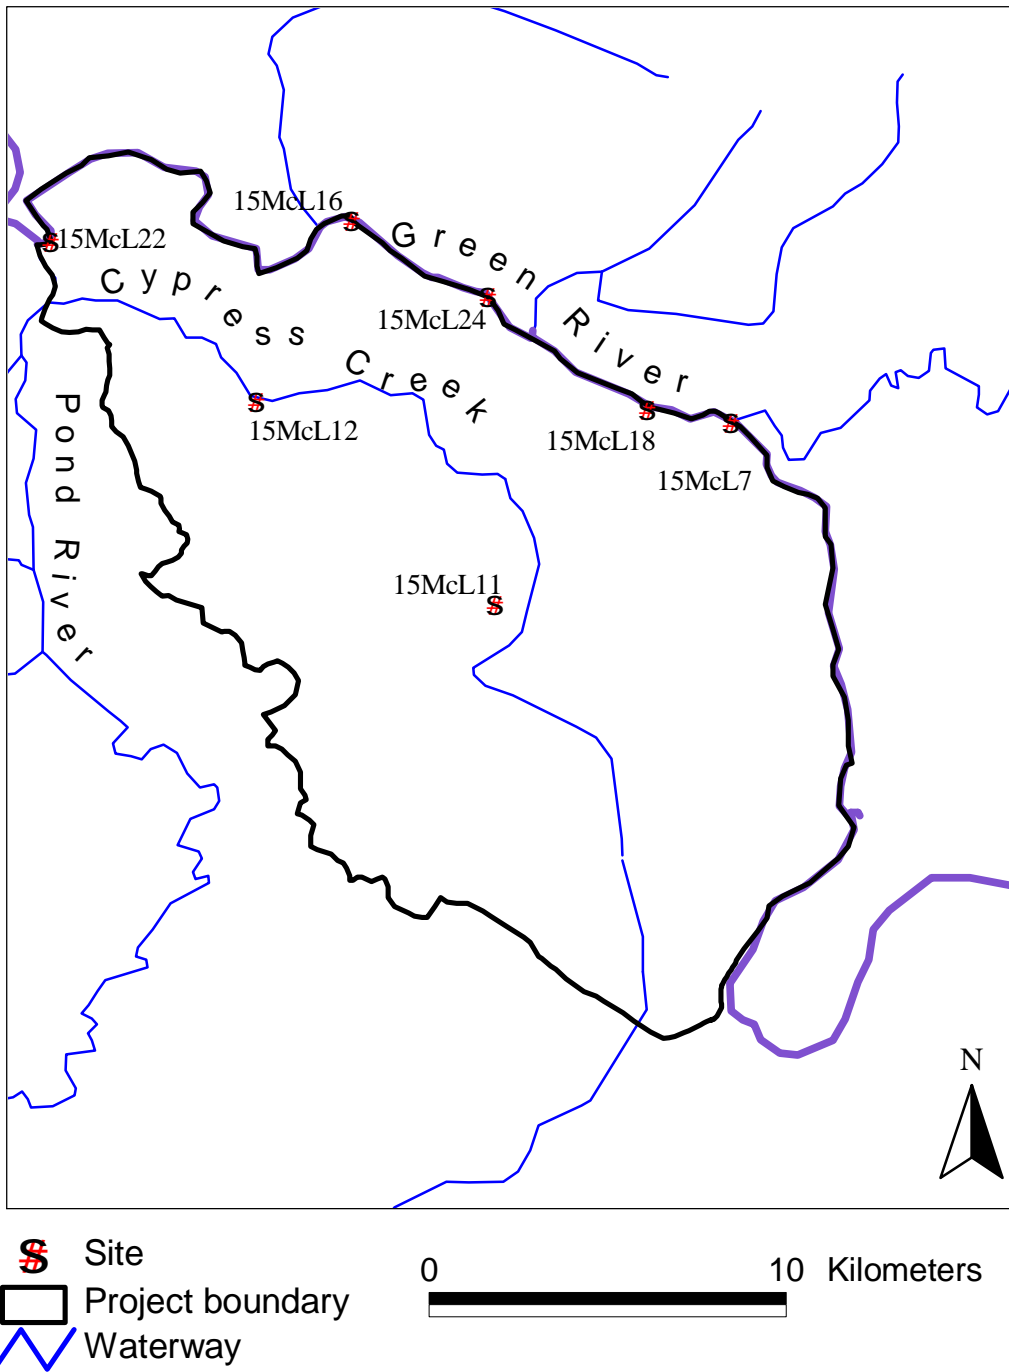 15McL16
Green River
15McL22
Cypress Creek
15McL24
Pond River
15McL12
15McL18
15McL7
15McL11
N
Site
0 10 Kilometers
Project boundary
Waterway